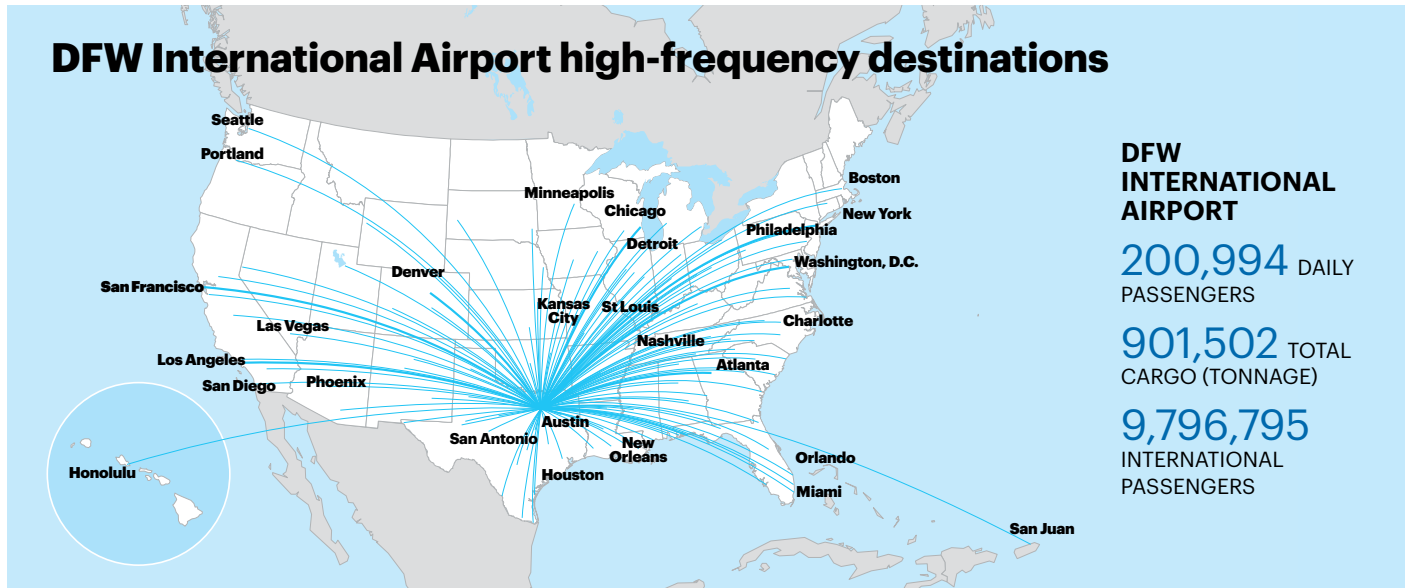 DFW International Airport high-frequency destinations
Seattle
Portland
Minneapolis
Chicago
Detroit
Boston
New York
Philadelphia
Washington, D.C.
Denver
San Francisco
Kansas
City
St Louis
Las Vegas
Charlotte
Nashville
Los Angeles
Atlanta
San Diego
Phoenix
Austin
San Antonio
New
Orleans
Houston
Orlando
Miami
Honolulu
San Juan
DFW
INTERNATIONAL
AIRPORT
200,994 DAILY
PASSENGERS
901,502 TOTAL
CARGO (TONNAGE)
9,796,795
INTERNATIONAL
PASSENGERS